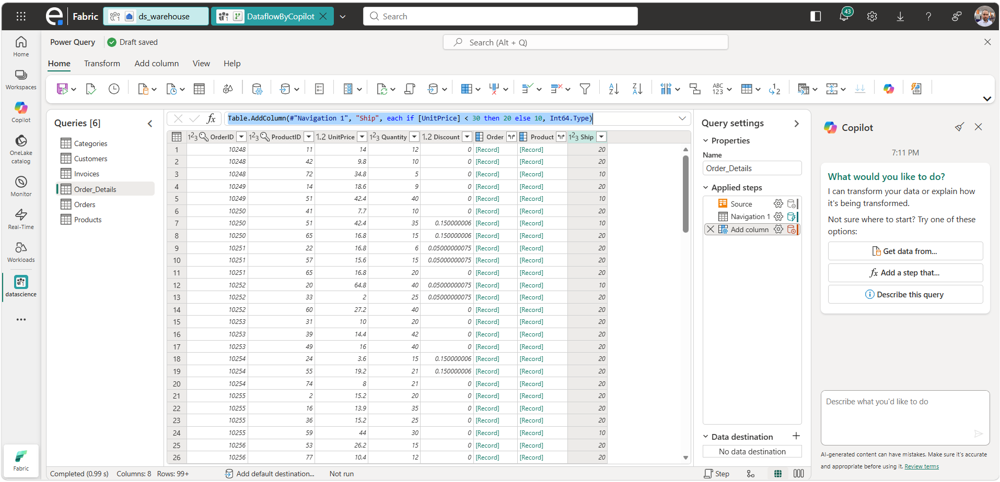 Fabric
ds_warehouse
DataflowByCopilot
Search
43
Power Query
Draft saved
Search (Alt + Q)
Home
Transform
Add column
View
Help
Home
Workspaces
Copilot
OneLake
catalog
Monitor
Real-Time
Workloads
datascience
Fabric
Queries [6]
Categories
Customers
Invoices
Order_Details
Orders
Products
Table.AddColumn(#"Navigation 1", "Ship", each if [UnitPrice] < 30 then 20 else 10, Int64.Type)
OrderID ProductID 1.2 UnitPrice Quantity 1.2 Discount Order Product Ship
1 10248 11 14 12 0 [Record] [Record] 20
2 10248 42 9.8 10 0 [Record] [Record] 20
3 10248 72 34.8 5 0 [Record] [Record] 10
4 10249 14 18.6 9 0 [Record] [Record] 20
5 10249 51 42.4 40 0 [Record] [Record] 10
6 10250 41 7.7 10 0 [Record] [Record] 20
7 10250 51 42.4 35 0.150000006 [Record] [Record] 10
8 10250 65 16.8 15 0.150000006 [Record] [Record] 20
9 10251 22 16.8 6 0.05000000075 [Record] [Record] 20
10 10251 57 15.6 15 0.05000000075 [Record] [Record] 20
11 10251 65 16.8 20 0 [Record] [Record] 20
12 10252 20 64.8 40 0.05000000075 [Record] [Record] 10
13 10252 33 2 25 0.05000000075 [Record] [Record] 20
14 10252 60 27.2 40 0 [Record] [Record] 20
15 10253 31 10 20 0 [Record] [Record] 20
16 10253 39 14.4 42 0 [Record] [Record] 20
17 10253 49 16 40 0 [Record] [Record] 20
18 10254 24 3.6 15 0.150000006 [Record] [Record] 20
19 10254 55 19.2 21 0.150000006 [Record] [Record] 20
20 10254 74 8 21 0 [Record] [Record] 20
21 10255 2 15.2 20 0 [Record] [Record] 20
22 10255 16 13.9 35 0 [Record] [Record] 20
23 10255 36 15.2 25 0 [Record] [Record] 20
24 10255 59 44 30 0 [Record] [Record] 10
25 10256 53 26.2 15 0 [Record] [Record] 20
26 10256 77 10.4 12 0 [Record] [Record] 20
Completed (0.99 s) Columns: 8 Rows: 99+
Add default destination...
Not run
Step
Query settings
Properties
Name
Order_Details
Applied steps
Source
Navigation 1
Add column
Data destination
No data destination
Copilot
7:11 PM
What would you like to do?
I can transform your data or explain how
it's being transformed.
Not sure where to start? Try one of these
options:
Get data from...
Add a step that...
Describe this query
Describe what you'd like to do
AI-generated content can have mistakes. Make sure it's accurate
and appropriate before using it. Review terms